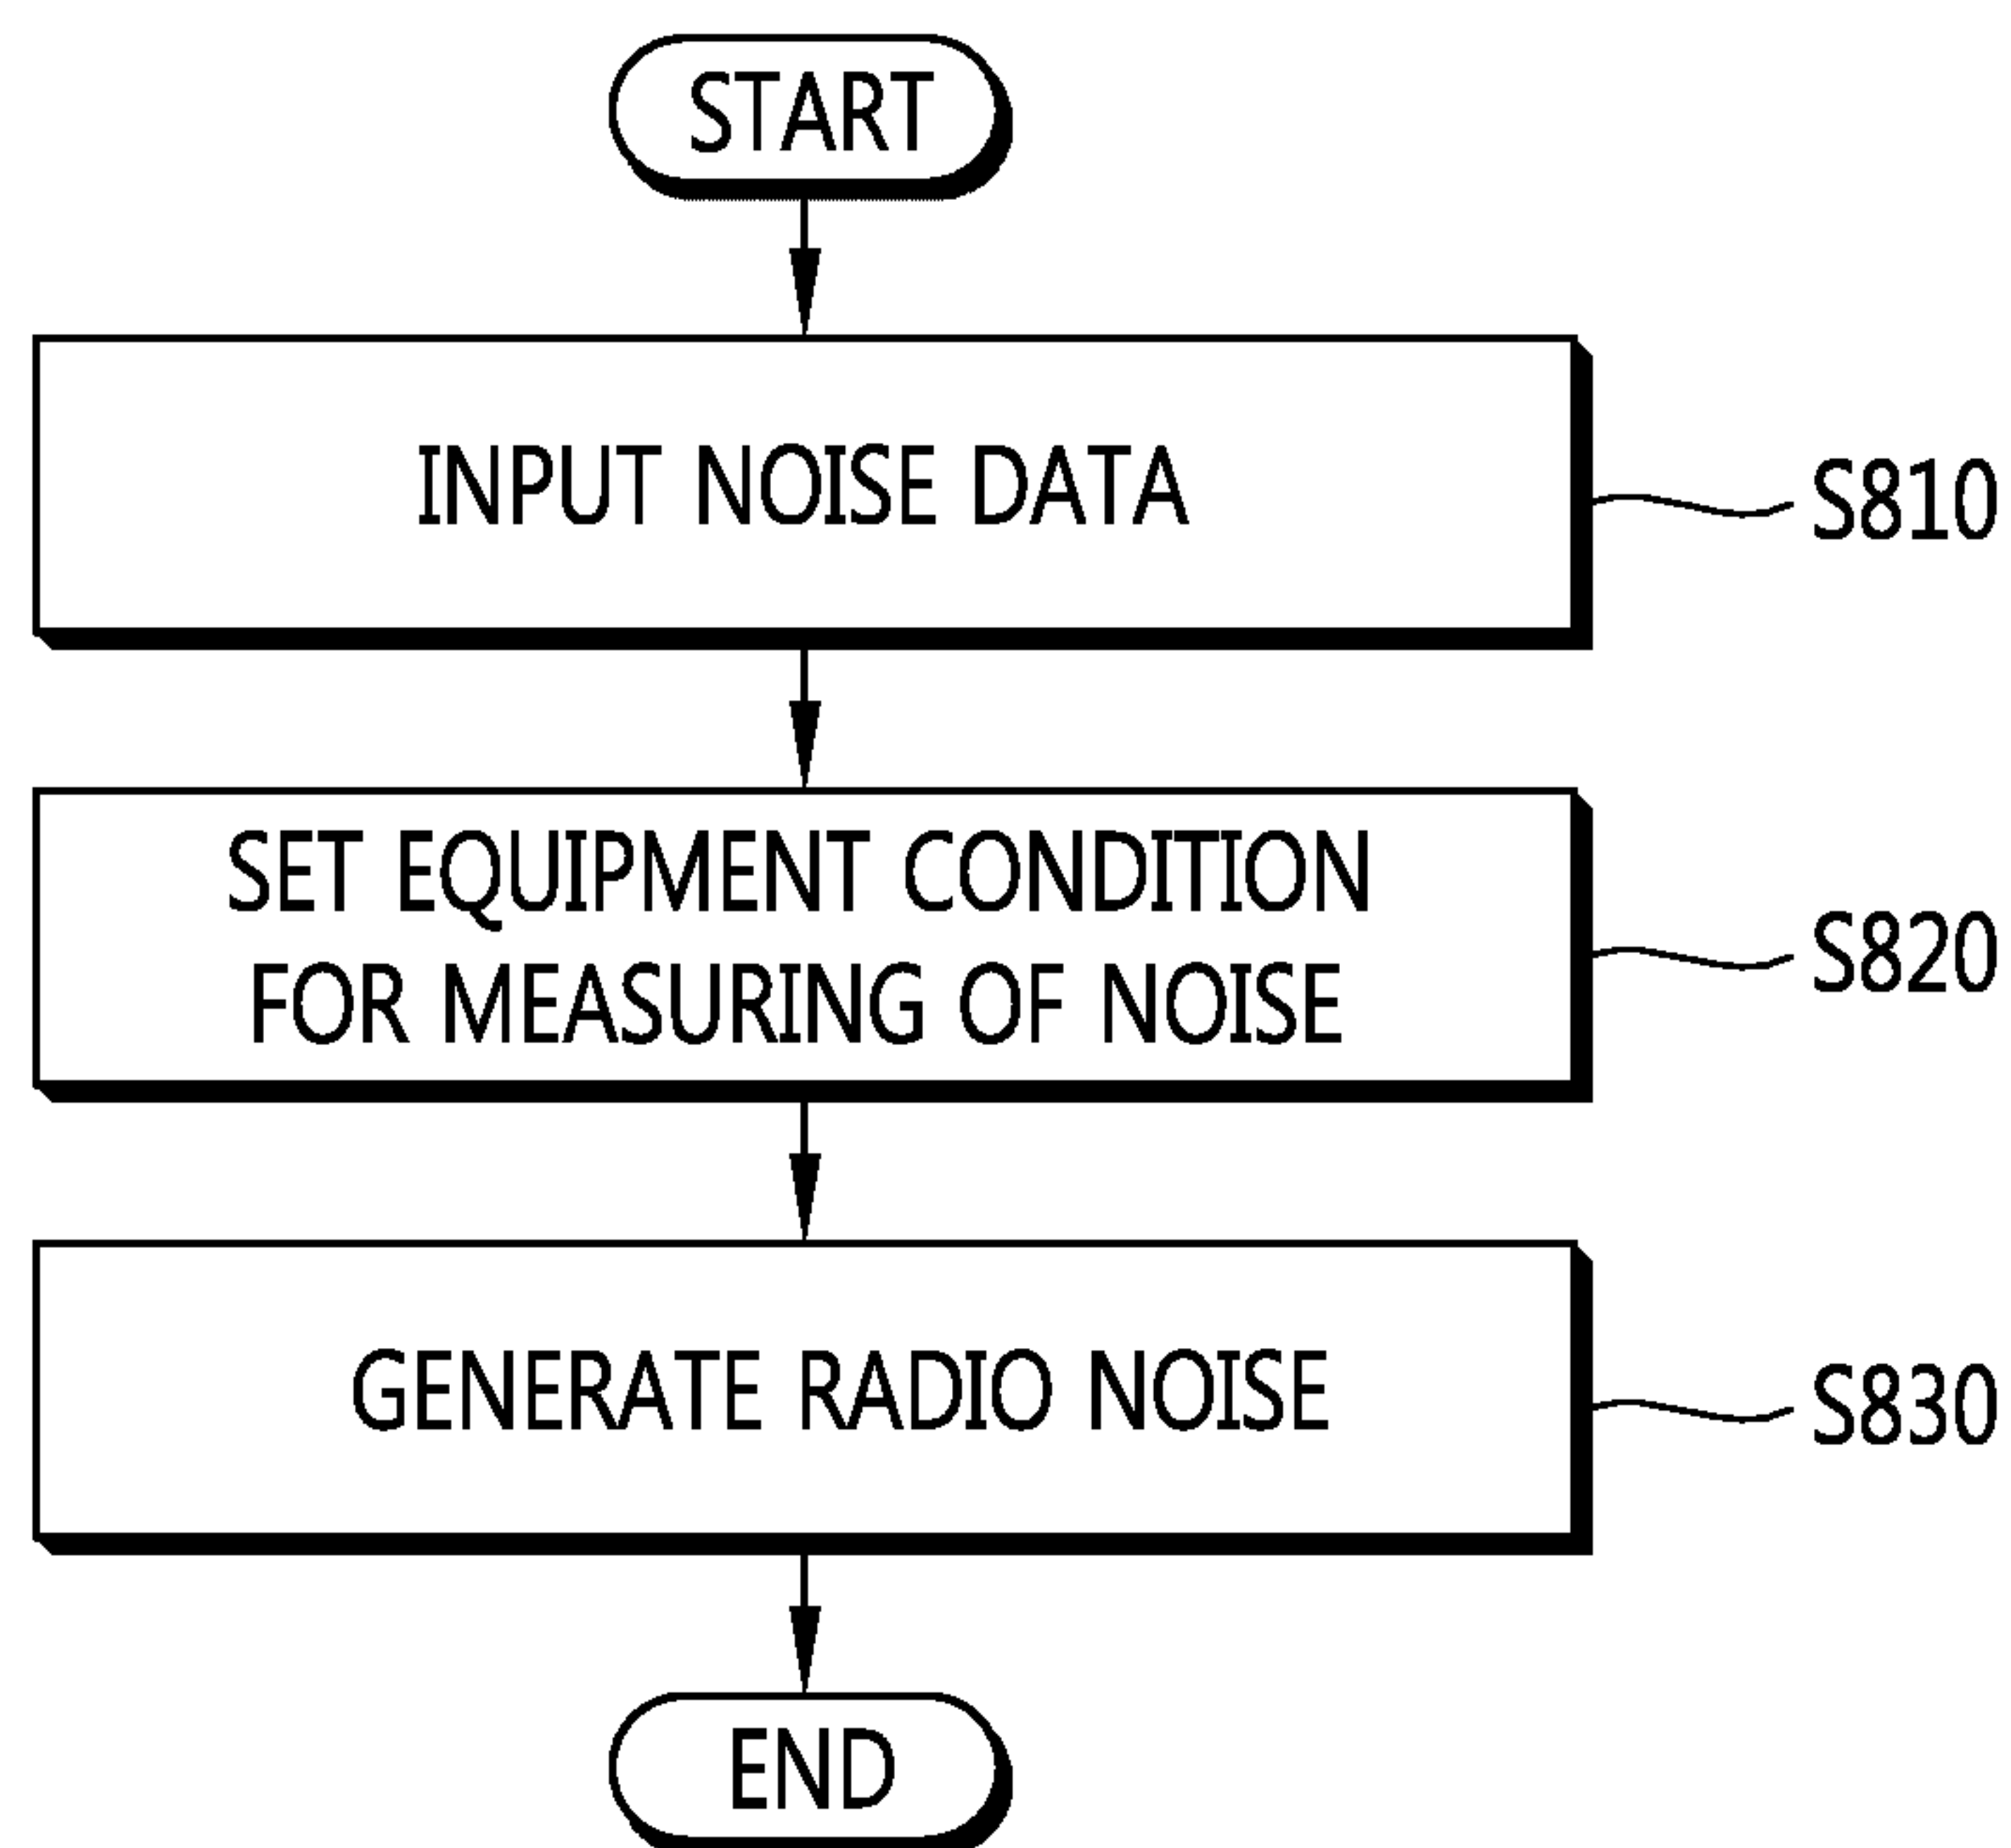 START
INPUT NOISE DATA
S810
SET EQUIPMENT CONDITION
FOR MEASURING OF NOISE
S820
GENERATE RADIO NOISE
S830
END